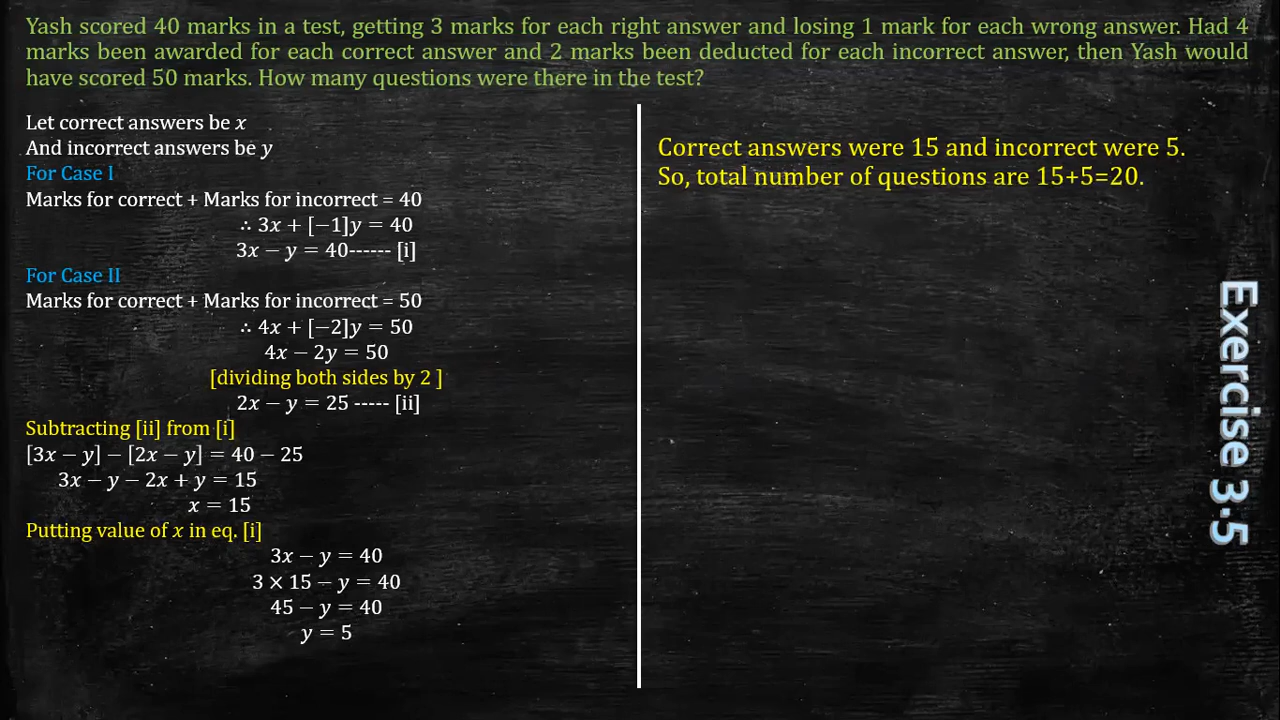 Yash scored 40 marks in a test, getting 3 marks for each right answer and losing 1 mark for each wrong answer. Had 4
marks been awarded for each correct answer and 2 marks been deducted for each incorrect answer, then Yash would
have scored 50 marks. How many questions were there in the test?
Let correct answers be x
And incorrect answers be y
For Case I
Marks for correct + Marks for incorrect = 40
∴ 3x + [−1]y = 40
3x − y = 40------ [i]
For Case II
Marks for correct + Marks for incorrect = 50
∴ 4x + [−2]y = 50
4x − 2y = 50
[dividing both sides by 2 ]
2x − y = 25 ----- [ii]
Subtracting [ii] from [i]
[3x − y] − [2x − y] = 40 − 25
3x − y − 2x + y = 15
x = 15
Putting value of x in eq. [i]
3x − y = 40
3 × 15 − y = 40
45 − y = 40
y = 5
Correct answers were 15 and incorrect were 5.
So, total number of questions are 15+5=20.
Exercise 3.5